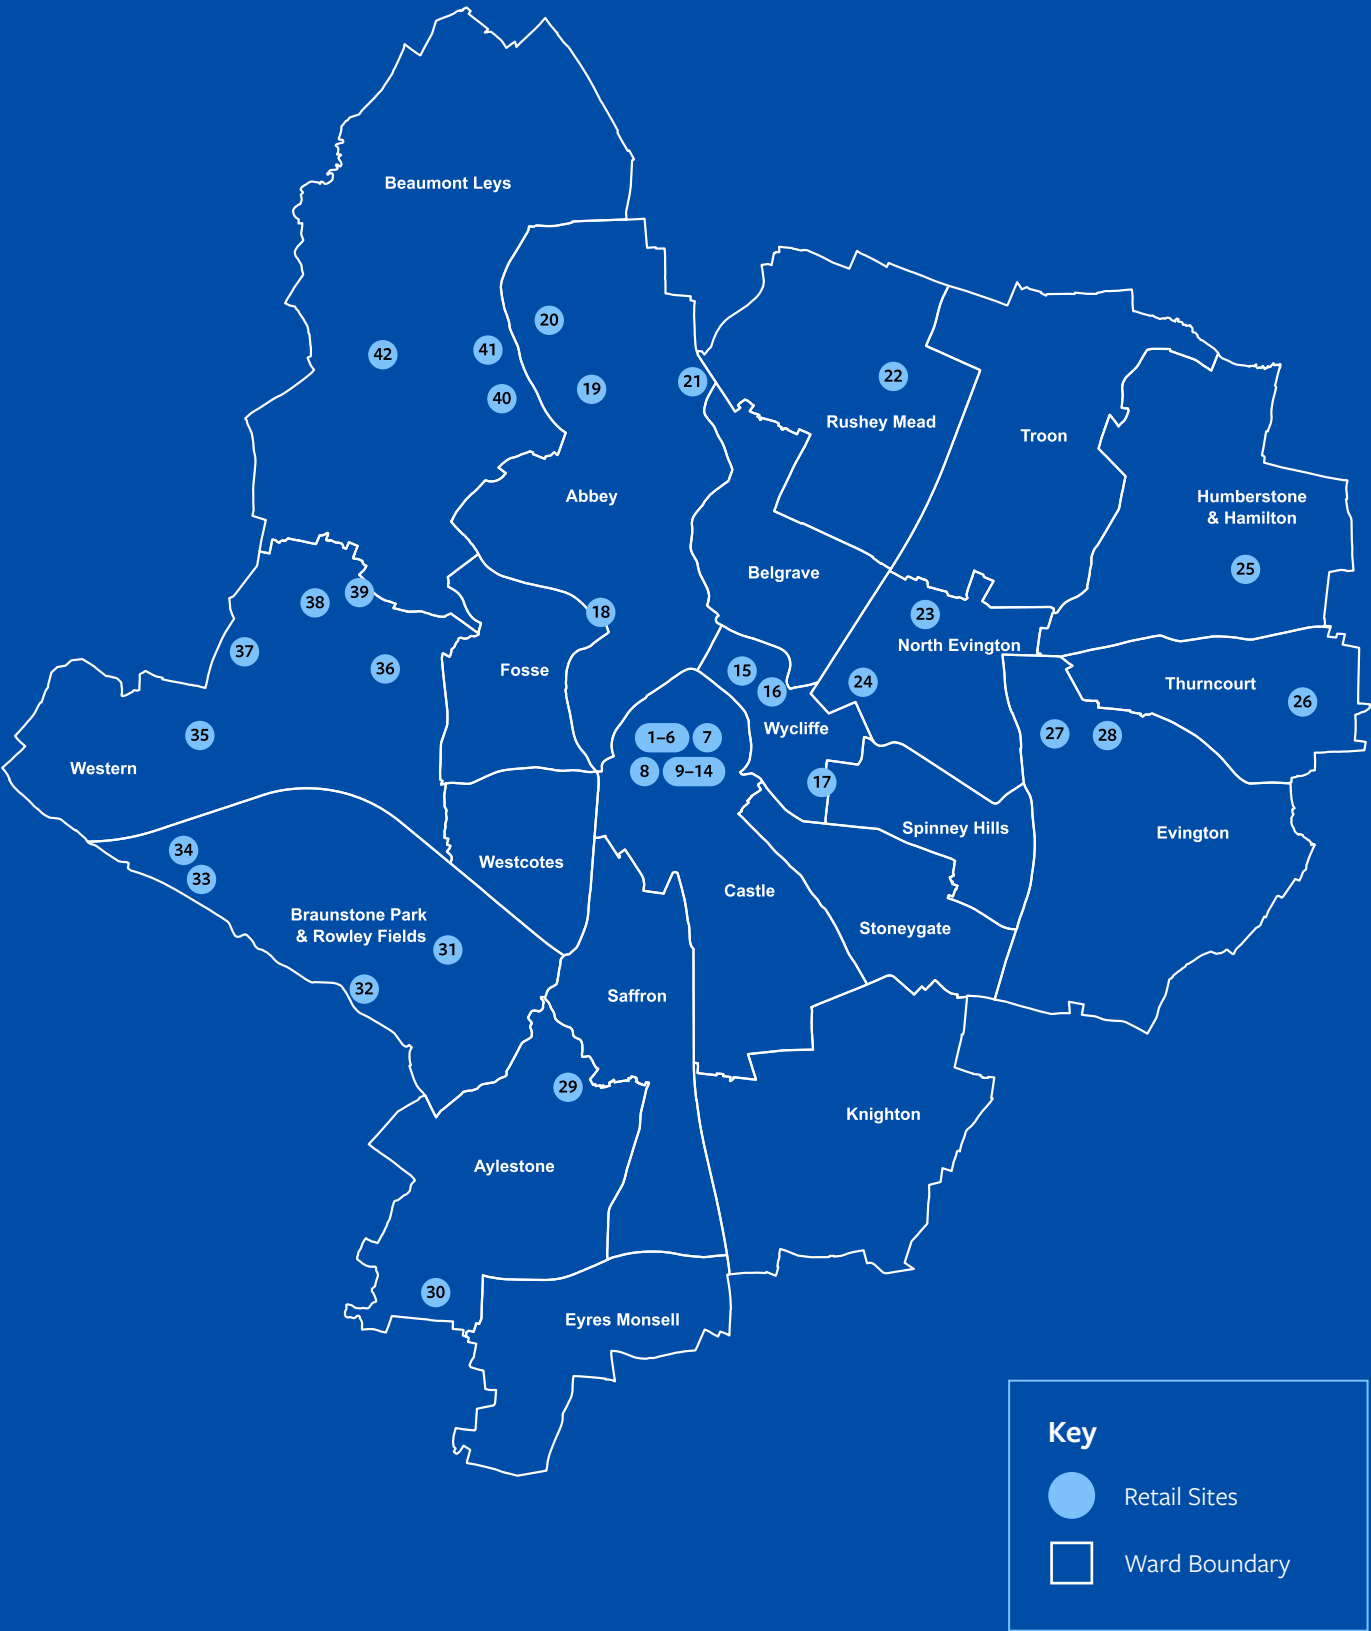 Beaumont Leys
20
42
41
19
21
40
22
Rushey Mead
Troon
Abbey
Humberstone
& Hamilton
Belgrave
25
39
38
18
23
North Evington
37
36
Fosse
15
16
24
Thurncourt
26
Wycliffe
35
1–6
7
27
28
Western
8
9–14
17
Spinney Hills
Evington
34
33
Westcotes
Castle
Braunstone Park
& Rowley Fields
31
Stoneygate
32
Saffron
29
Knighton
Aylestone
30
Eyres Monsell
Key
Retail Sites
Ward Boundary